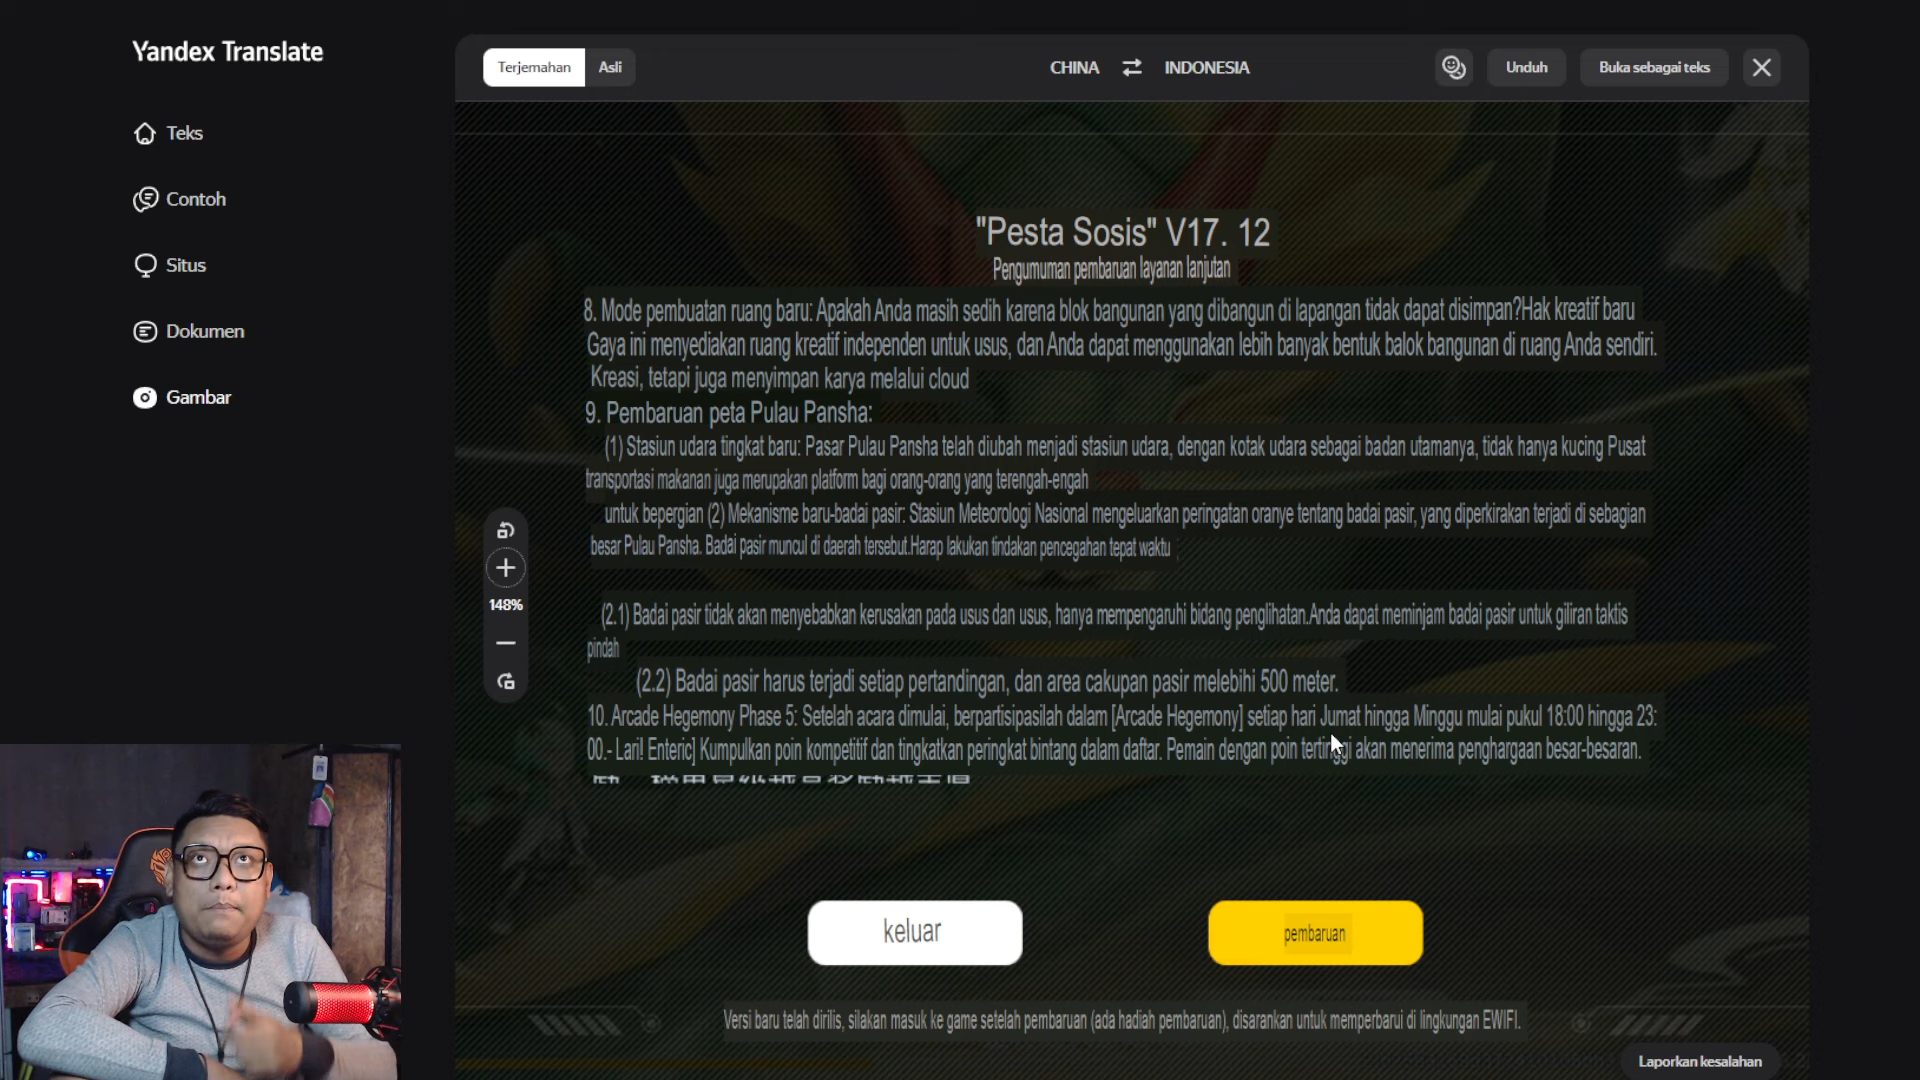 Yandex Translate
Teks
Contoh
Situs
Dokumen
Gambar
Terjemahan
Asli
CHINA
INDONESIA
Unduh
Buka sebagai teks
"Pesta Sosis" V17. 12
Pengumuman pembaruan layanan lanjutan
8. Mode pembuatan ruang baru: Apakah Anda masih sedih karena blok bangunan yang dibangun di lapangan tidak dapat disimpan?Hak kreatif baru
Gaya ini menyediakan ruang kreatif independen untuk usus, dan Anda dapat menggunakan lebih banyak bentuk balok bangunan di ruang Anda sendiri.
Kreasi, tetapi juga menyimpan karya melalui cloud
9. Pembaruan peta Pulau Pansha:
(1) Stasiun udara tingkat baru: Pasar Pulau Pansha telah diubah menjadi stasiun udara, dengan kotak udara sebagai badan utamanya, tidak hanya kucing Pusat
transportasi makanan juga merupakan platform bagi orang-orang yang terengah-engah
untuk bepergian (2) Mekanisme baru-badai pasir: Stasiun Meteorologi Nasional mengeluarkan peringatan oranye tentang badai pasir, yang diperkirakan terjadi di sebagian
besar Pulau Pansha. Badai pasir muncul di daerah tersebut.Harap lakukan tindakan pencegahan tepat waktu
(2.1) Badai pasir tidak akan menyebabkan kerusakan pada usus dan usus, hanya mempengaruhi bidang penglihatan.Anda dapat meminjam badai pasir untuk giliran taktis
pindah
(2.2) Badai pasir harus terjadi setiap pertandingan, dan area cakupan pasir melebihi 500 meter.
10. Arcade Hegemony Phase 5: Setelah acara dimulai, berpartisipasilah dalam [Arcade Hegemony] setiap hari Jumat hingga Minggu mulai pukul 18:00 hingga 23:
00.- Lari! Enteric] Kumpulkan poin kompetitif dan tingkatkan peringkat bintang dalam daftar. Pemain dengan poin tertinggi akan menerima penghargaan besar-besaran.
148%
keluar
pembaruan
Versi baru telah dirilis, silakan masuk ke game setelah pembaruan (ada hadiah pembaruan), disarankan untuk memperbarui di lingkungan EWIFI.
Laporkan kesalahan